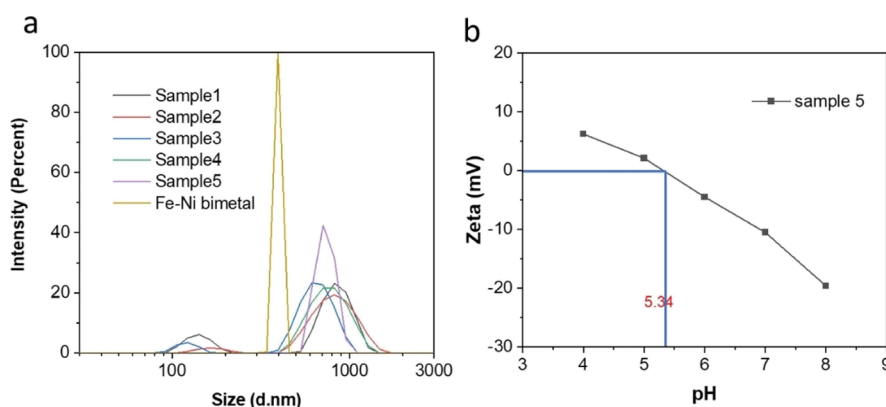 a
100
80
60
40
20
0
Intensity (Percent)
Sample1
Sample2
Sample3
Sample4
Sample5
Fe-Ni bimetal
100
1000
3000
Size (d.nm)
b
20
10
0
-10
-20
-30
Zeta (mV)
sample 5
5.34
3
4
5
6
7
8
9
pH